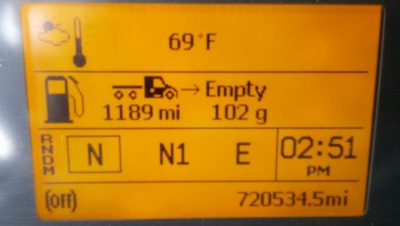 69°F
→ Empty
1189 mi 102 g
RNDM N N1 E 02:51 PM
(off) 720534.5mi